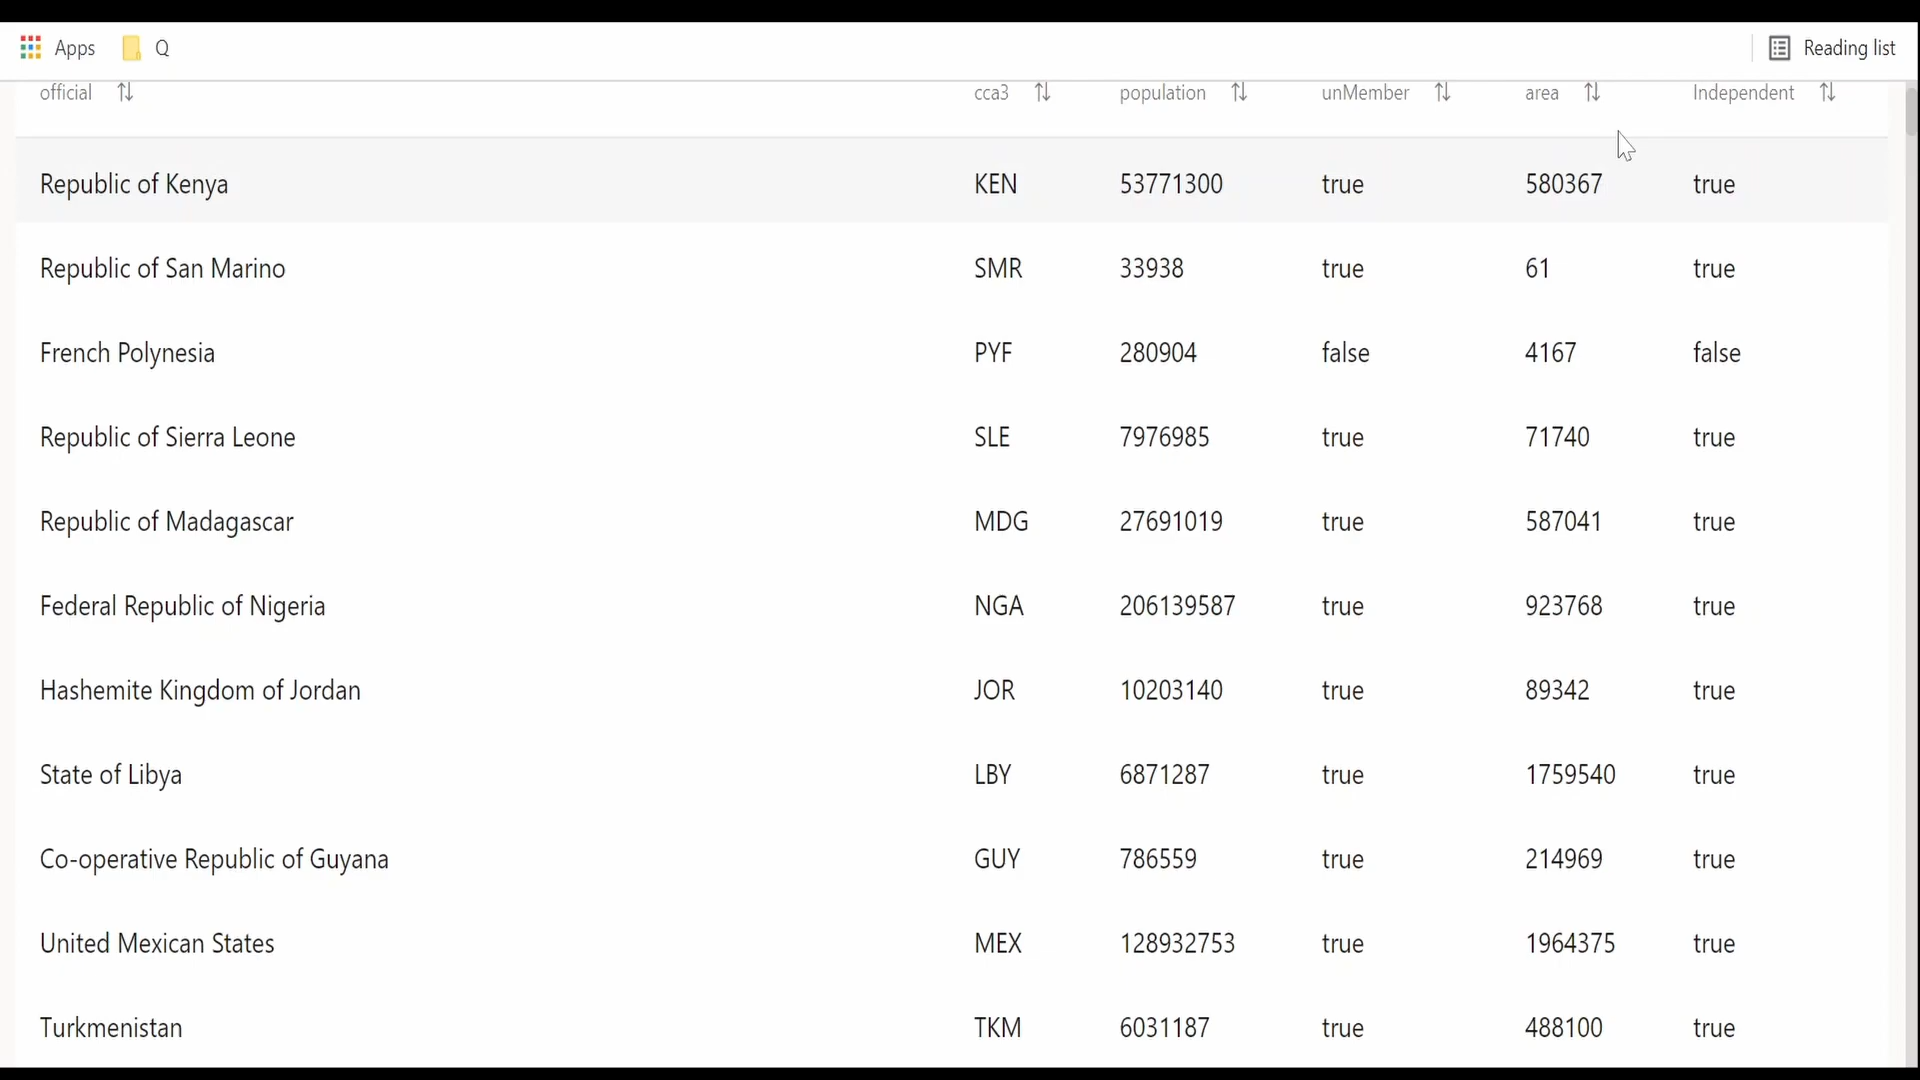 Apps Q Reading list
official cca3 population unMember area Independent
Republic of Kenya KEN 53771300 true 580367 true
Republic of San Marino SMR 33938 true 61 true
French Polynesia PYF 280904 false 4167 false
Republic of Sierra Leone SLE 7976985 true 71740 true
Republic of Madagascar MDG 27691019 true 587041 true
Federal Republic of Nigeria NGA 206139587 true 923768 true
Hashemite Kingdom of Jordan JOR 10203140 true 89342 true
State of Libya LBY 6871287 true 1759540 true
Co-operative Republic of Guyana GUY 786559 true 214969 true
United Mexican States MEX 128932753 true 1964375 true
Turkmenistan TKM 6031187 true 488100 true